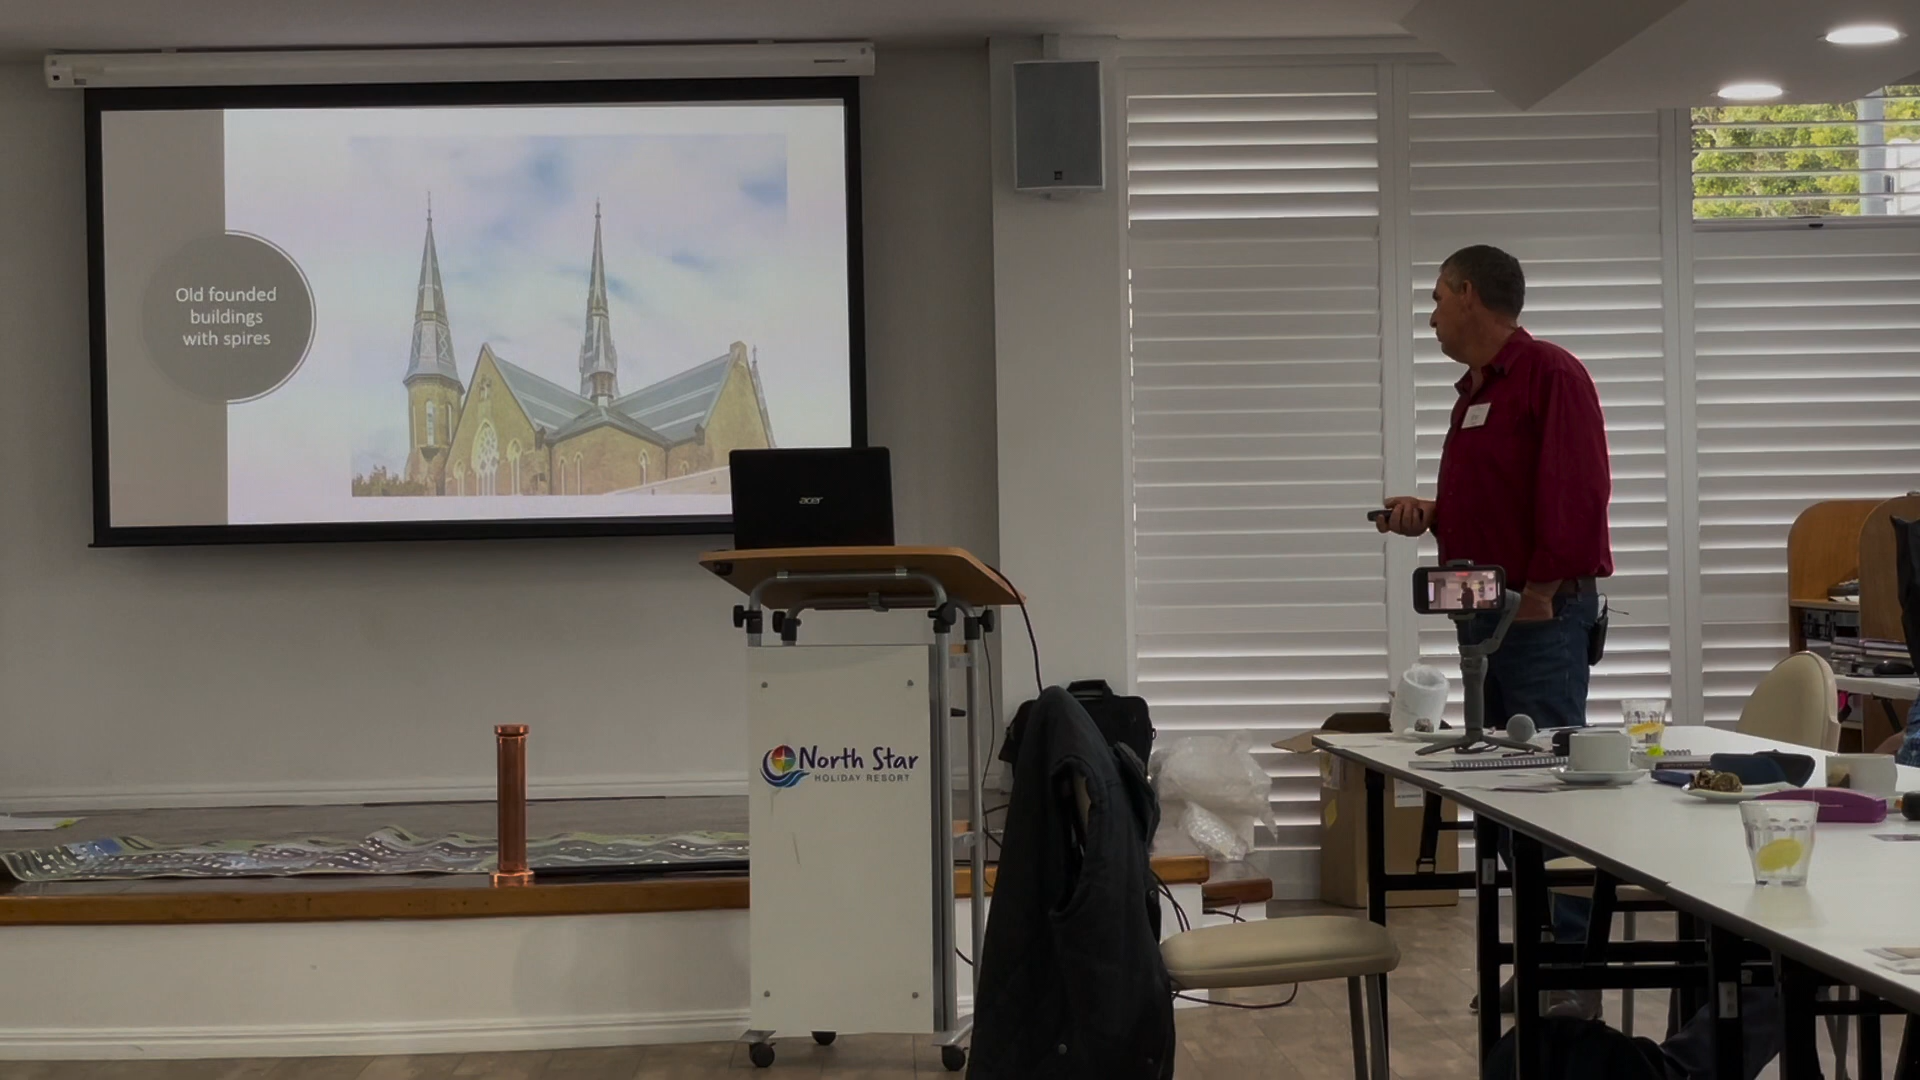 Old founded
buildings
with spires
acer
North Star
HOLIDAY RESORT